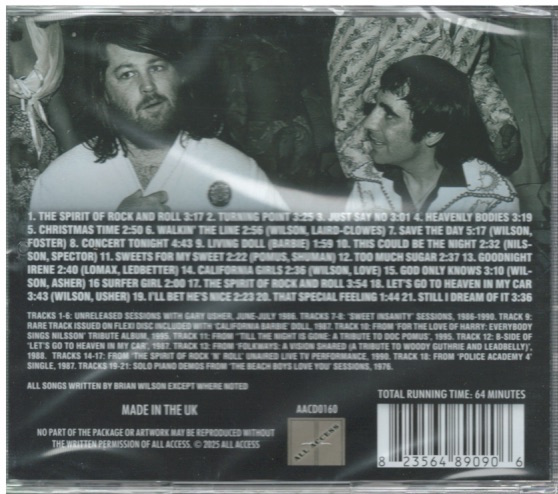 1. THE SPIRIT OF ROCK AND ROLL 3:17 2. TURNING POINT 3:25 3. JUST SAY NO 3:01 4. HEAVENLY BODIES 3:19
5. CHRISTMAS TIME 2:50 6. WALKIN' THE LINE 2:56 (WILSON, LAIRD-CLOWES) 7. SAVE THE DAY 5:17 (WILSON,
FOSTER) 8. CONCERT TONIGHT 4:43 9. LIVING DOLL (BARBIE) 1:59 10. THIS COULD BE THE NIGHT 2:32 (NILS-
SON, SPECTOR) 11. SWEETS FOR MY SWEET 2:22 (POMUS, SHUMAN) 12. TOO MUCH SUGAR 2:37 13. GOODNIGHT
IRENE 2:40 (LOMAX, LEDBETTER) 14. CALIFORNIA GIRLS 2:36 (WILSON, LOVE) 15. GOD ONLY KNOWS 3:10 (WIL-
SON, ASHER) 16 SURFER GIRL 2:00 17. THE SPIRIT OF ROCK AND ROLL 3:54 18. LET'S GO TO HEAVEN IN MY CAR
3:43 (WILSON, USHER) 19. I'LL BET HE'S NICE 2:23 20. THAT SPECIAL FEELING 1:44 21. STILL I DREAM OF IT 3:36
TRACKS 1-6: UNRELEASED SESSIONS WITH GARY USHER, JUNE-JULY 1986. TRACKS 7-8: 'SWEET INSANITY' SESSIONS, 1986-1990. TRACK 9:
RARE TRACK ISSUED ON FLEXI DISC INCLUDED WITH 'CALIFORNIA BARBIE' DOLL, 1987. TRACK 10: FROM 'FOR THE LOVE OF HARRY: EVERYBODY
SINGS NILSSON' TRIBUTE ALBUM, 1995. TRACK 11: FROM 'TILL THE NIGHT IS GONE: A TRIBUTE TO DOC POMUS', 1995. TRACK 12: B-SIDE OF
'LET'S GO TO HEAVEN IN MY CAR', 1987. TRACK 13: FROM 'FOLKWAYS: A VISION SHARED (A TRIBUTE TO WOODY GUTHRIE AND LEADBELLY)',
1988. TRACKS 14-17: FROM 'THE SPIRIT OF ROCK 'N' ROLL' UNAIRED LIVE TV PERFORMANCE, 1990. TRACK 18: FROM 'POLICE ACADEMY 4'
SINGLE, 1987. TRACKS 19-21: SOLO PIANO DEMOS FROM 'THE BEACH BOYS LOVE YOU' SESSIONS, 1976.
ALL SONGS WRITTEN BY BRIAN WILSON EXCEPT WHERE NOTED
TOTAL RUNNING TIME: 64 MINUTES
MADE IN THE UK
AACD0160
NO PART OF THE PACKAGE OR ARTWORK MAY BE REPRODUCED WITHOUT
THE WRITTEN PERMISSION OF ALL ACCESS. © 2025 ALL ACCESS
ALL ACCESS
8 23564 89090 6